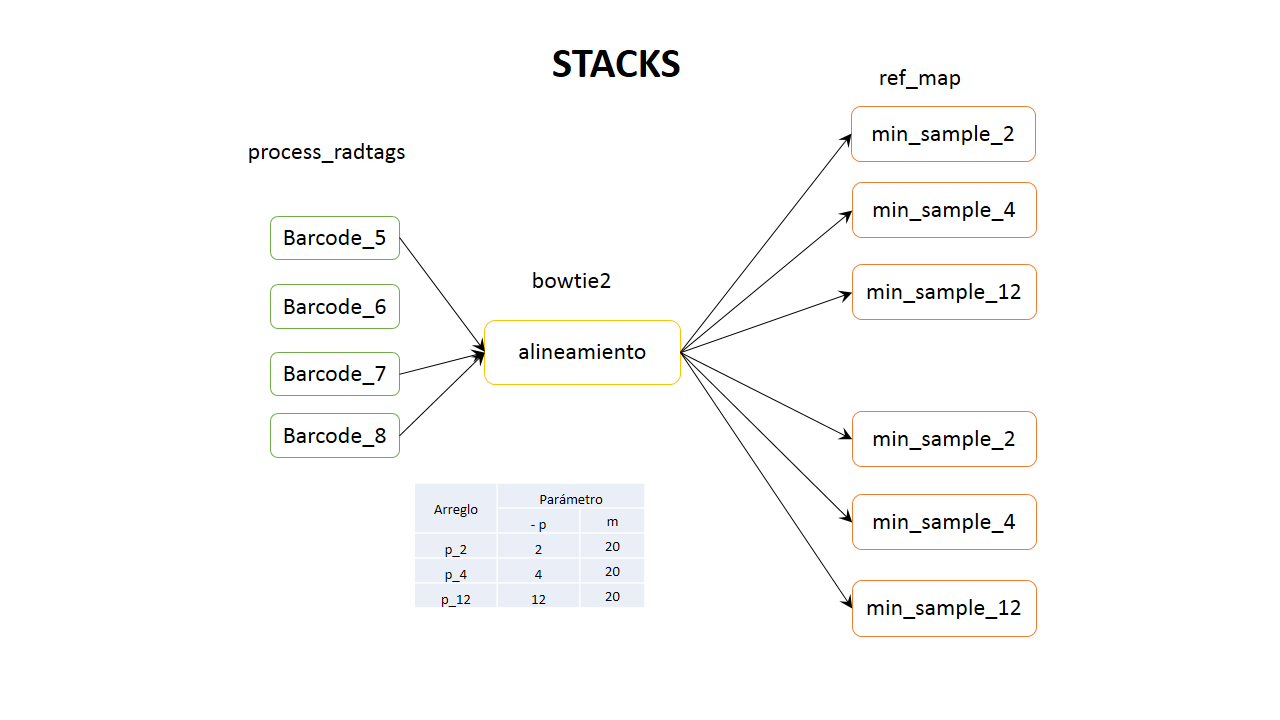 STACKS
process_radtags
Barcode_5
Barcode_6
Barcode_7
Barcode_8
bowtie2
alineamiento
ref_map
min_sample_2
min_sample_4
min_sample_12
min_sample_2
min_sample_4
min_sample_12
Arreglo Parámetro
- p m
p_2 2 20
p_4 4 20
p_12 12 20